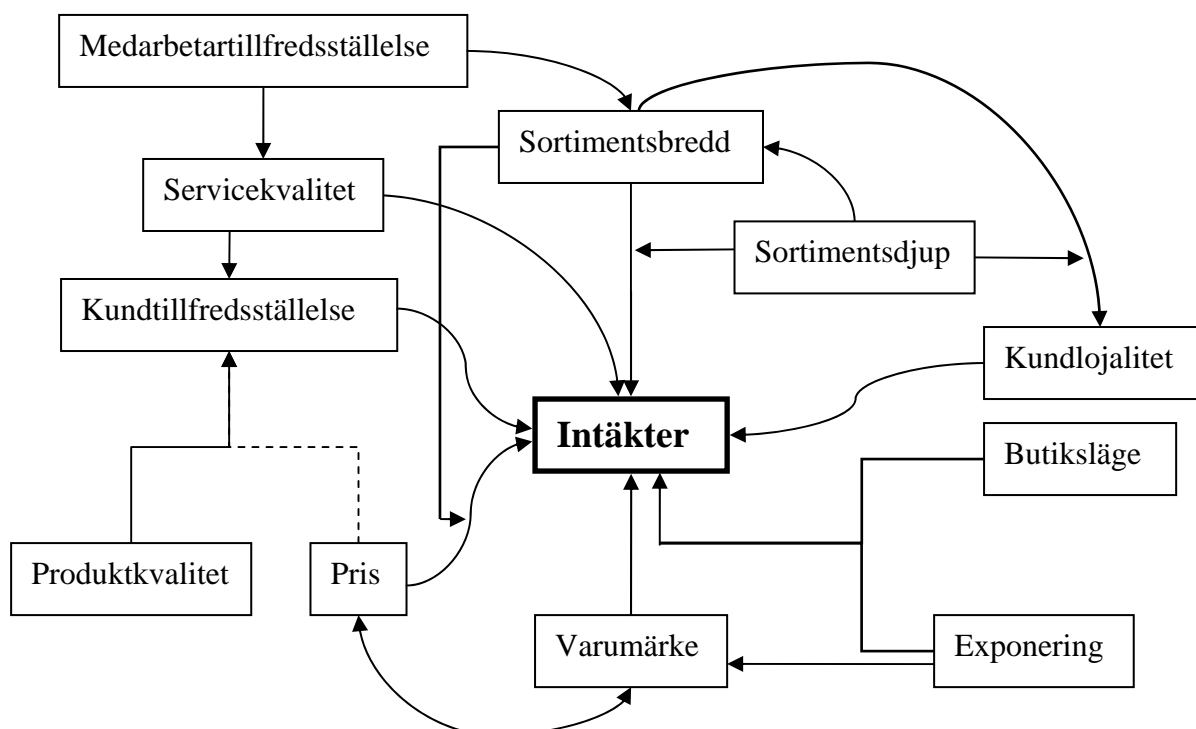 Medarbetartillfredsställelse
Sortimentsbredd
Servicekvalitet
Sortimentsdjup
Kundtillfredsställelse
Kundlojalitet
Intäkter
Butiksläge
Produktkvalitet
Pris
Varumärke
Exponering